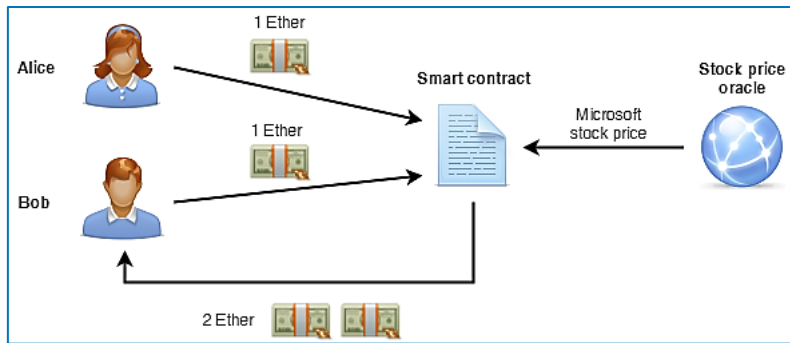 1 Ether
Alice
Smart contract
Stock price
oracle
Microsoft
stock price
1 Ether
Bob
2 Ether